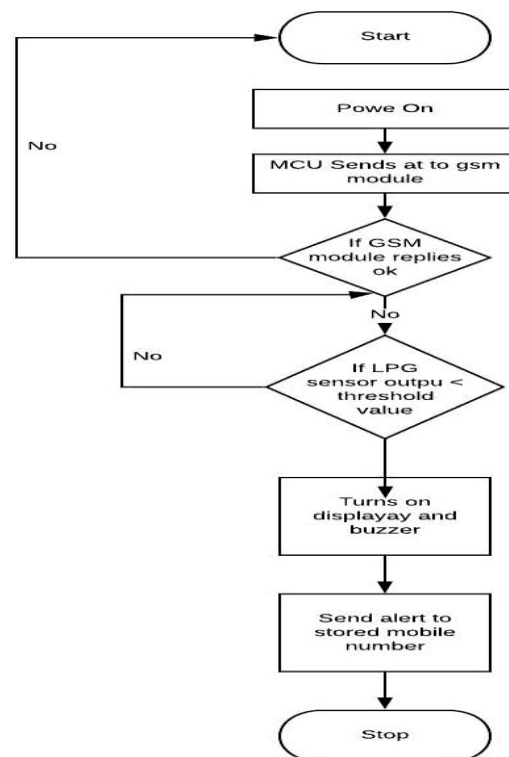 Start
Powe On
No
MCU Sends at to gsm
module
If GSM
module replies
ok
No
No
If LPG
sensor outpu <
threshold
value
Turns on
displayay and
buzzer
Send alert to
stored mobile
number
Stop